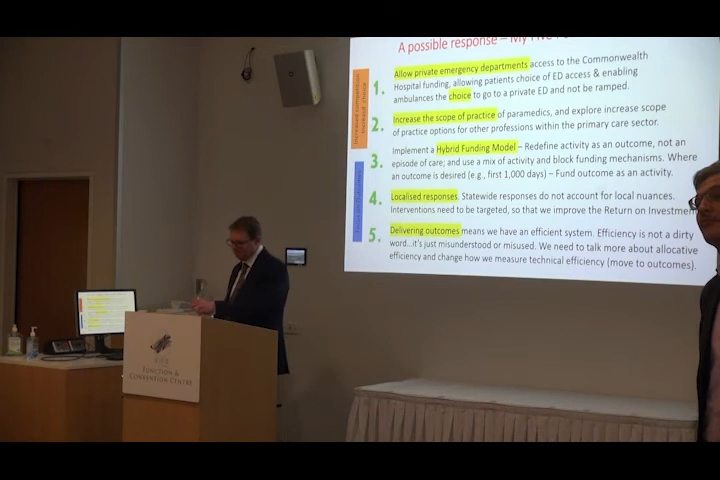 A possible response – My Five
Increased competition
increased choice
1. Allow private emergency departments access to the Commonwealth
Hospital funding, allowing patients choice of ED access & enabling
ambulances the choice to go to a private ED and not be ramped.
2. Increase the scope of practice of paramedics, and explore increase scope
of practice options for other professions within the primary care sector.
3. Implement a Hybrid Funding Model – Redefine activity as an outcome, not an
episode of care; and use a mix of activity and block funding mechanisms. Where
an outcome is desired (e.g., first 1,000 days) – Fund outcome as an activity.
4. Localised responses. Statewide responses do not account for local nuances.
Interventions need to be targeted, so that we improve the Return on Investment
5. Delivering outcomes means we have an efficient system. Efficiency is not a dirty
word...it's just misunderstood or misused. We need to talk more about allocative
efficiency and change how we measure technical efficiency (move to outcomes).
FUNCTION &
CONVENTION CENTRE